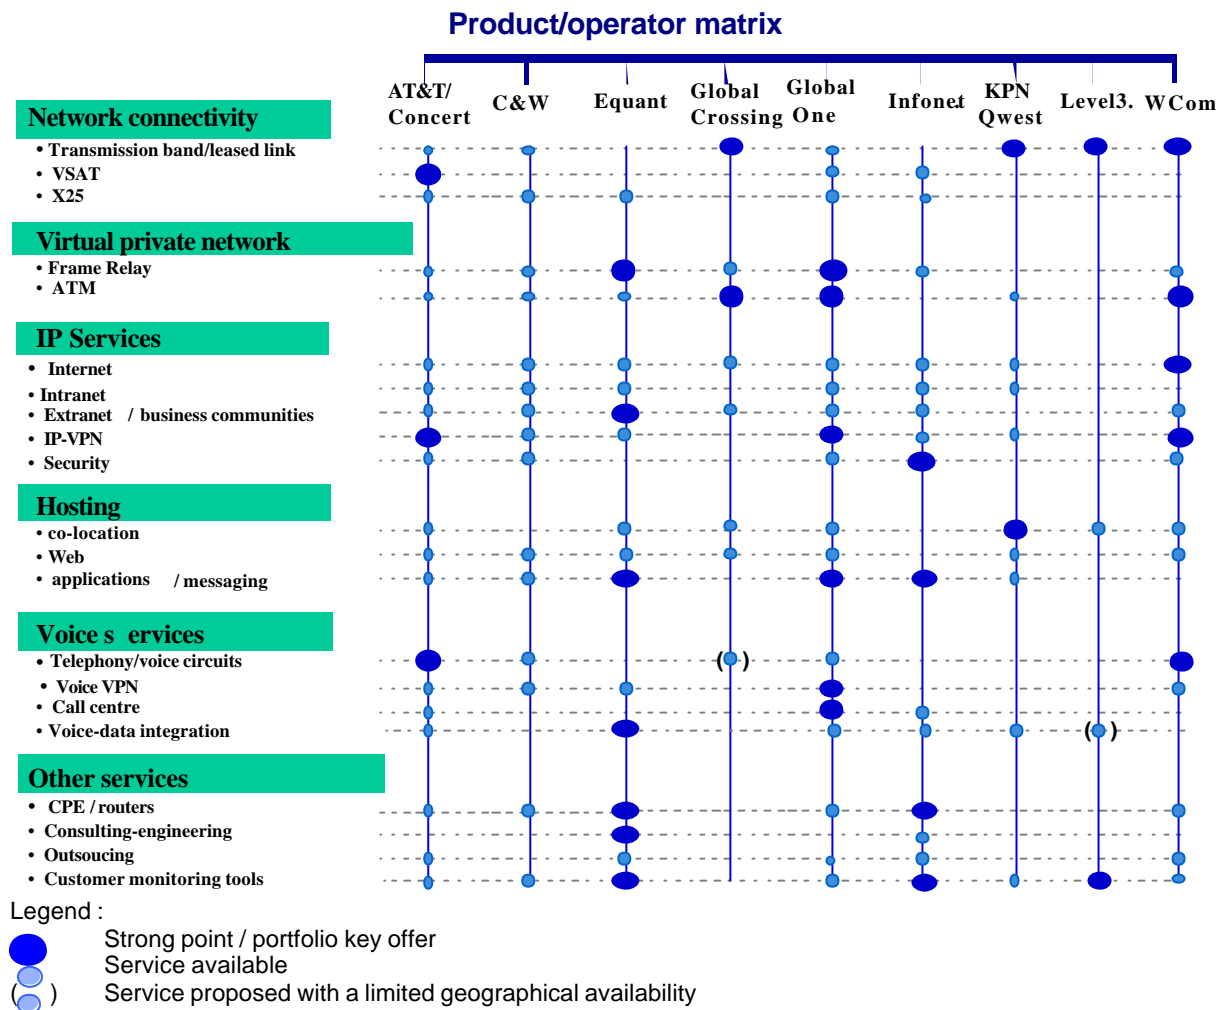 Product/operator matrix
AT&T/ Concert
C&W
Equant
Global Crossing
Global One
Infonet.
KPN Qwest
Level3.
WCom
Network connectivity
• Transmission band/leased link
• VSAT
• X25
Virtual private network
• Frame Relay
• ATM
IP Services
• Internet
• Intranet
• Extranet / business communities
• IP-VPN
• Security
Hosting
• co-location
• Web
• applications / messaging
Voice s ervices
• Telephony/voice circuits
( )
• Voice VPN
• Call centre
• Voice-data integration
( )
Other services
• CPE / routers
• Consulting-engineering
• Outsoucing
• Customer monitoring tools
Legend :
Strong point / portfolio key offer
Service available
( ) Service proposed with a limited geographical availability